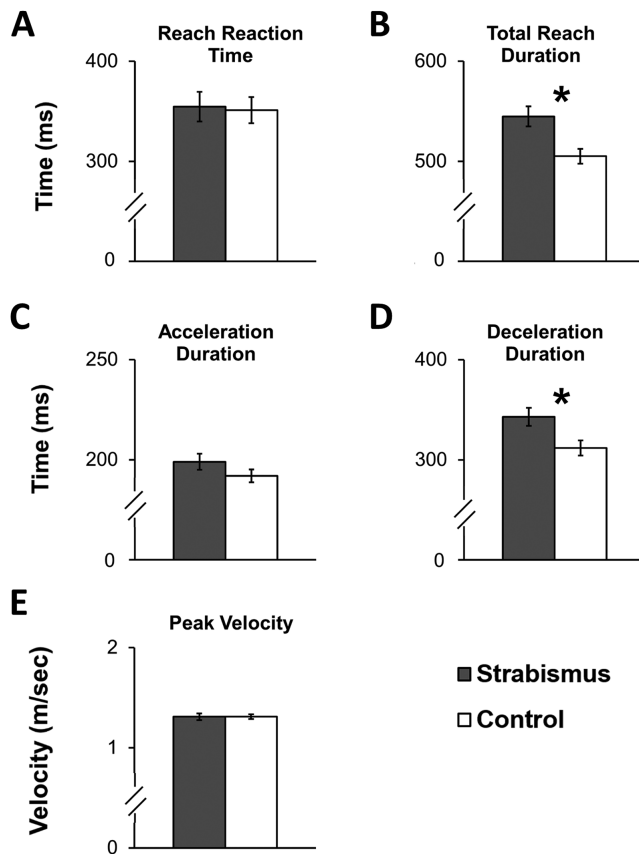 A
Reach Reaction
Time
Time (ms)
400
300
0
B
Total Reach
Duration
*
600
500
0
C
Acceleration
Duration
Time (ms)
250
200
0
D
Deceleration
Duration
*
400
300
0
E
Peak Velocity
Velocity (m/sec)
2
1
0
Strabismus
Control